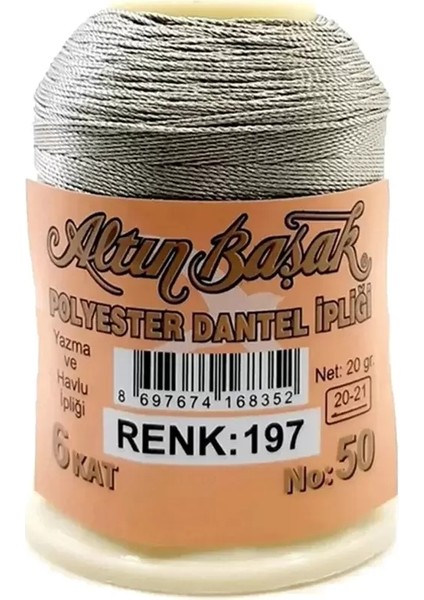 Altın Başak
POLYESTER DANTEL İPLİĞİ
Yazma
ve
Havlu
İpliği
8 697674 168352
Net: 20 gr.
20-21
RENK:197
6 KAT
No:50